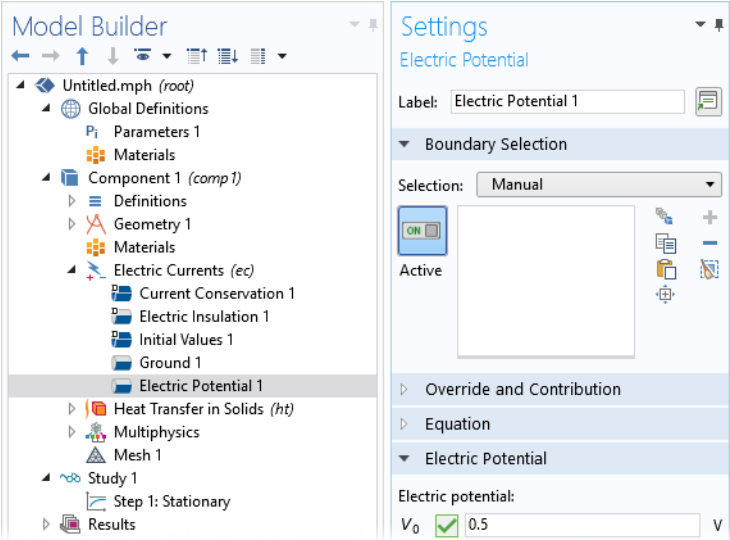 Model Builder
Untitled.mph (root)
Global Definitions
Pi Parameters 1
Materials
Component 1 (comp1)
Definitions
Geometry 1
Materials
Electric Currents (ec)
Current Conservation 1
Electric Insulation 1
Initial Values 1
Ground 1
Electric Potential 1
Heat Transfer in Solids (ht)
Multiphysics
Mesh 1
Study 1
Step 1: Stationary
Results
Settings
Electric Potential
Label: Electric Potential 1
Boundary Selection
Selection: Manual
ON
Active
Override and Contribution
Equation
Electric Potential
Electric potential:
V0 0.5 V